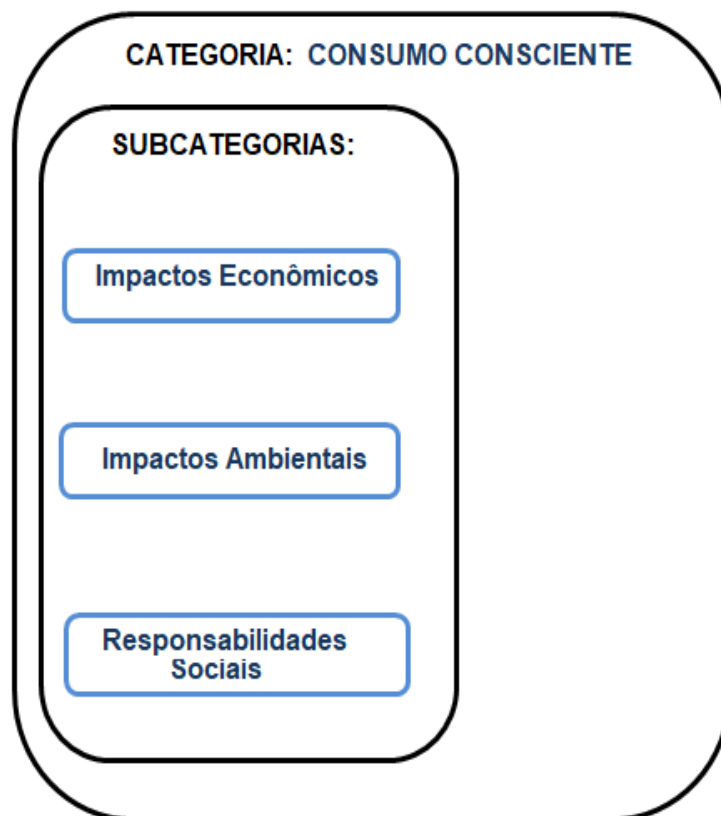 CATEGORIA: CONSUMO CONSCIENTE
SUBCATEGORIAS:
Impactos Econômicos
Impactos Ambientais
Responsabilidades
Sociais